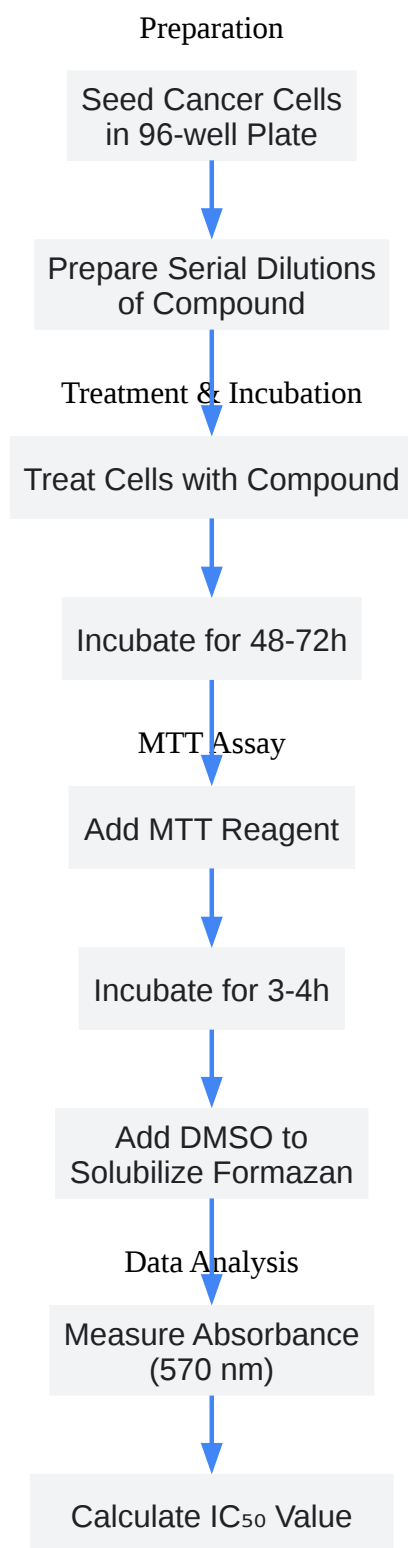 Preparation
Seed Cancer Cells
in 96-well Plate
Prepare Serial Dilutions
of Compound
Treatment & Incubation
Treat Cells with Compound
Incubate for 48-72h
MTT Assay
Add MTT Reagent
Incubate for 3-4h
Add DMSO to
Solubilize Formazan
Data Analysis
Measure Absorbance
(570 nm)
Calculate IC₅₀ Value